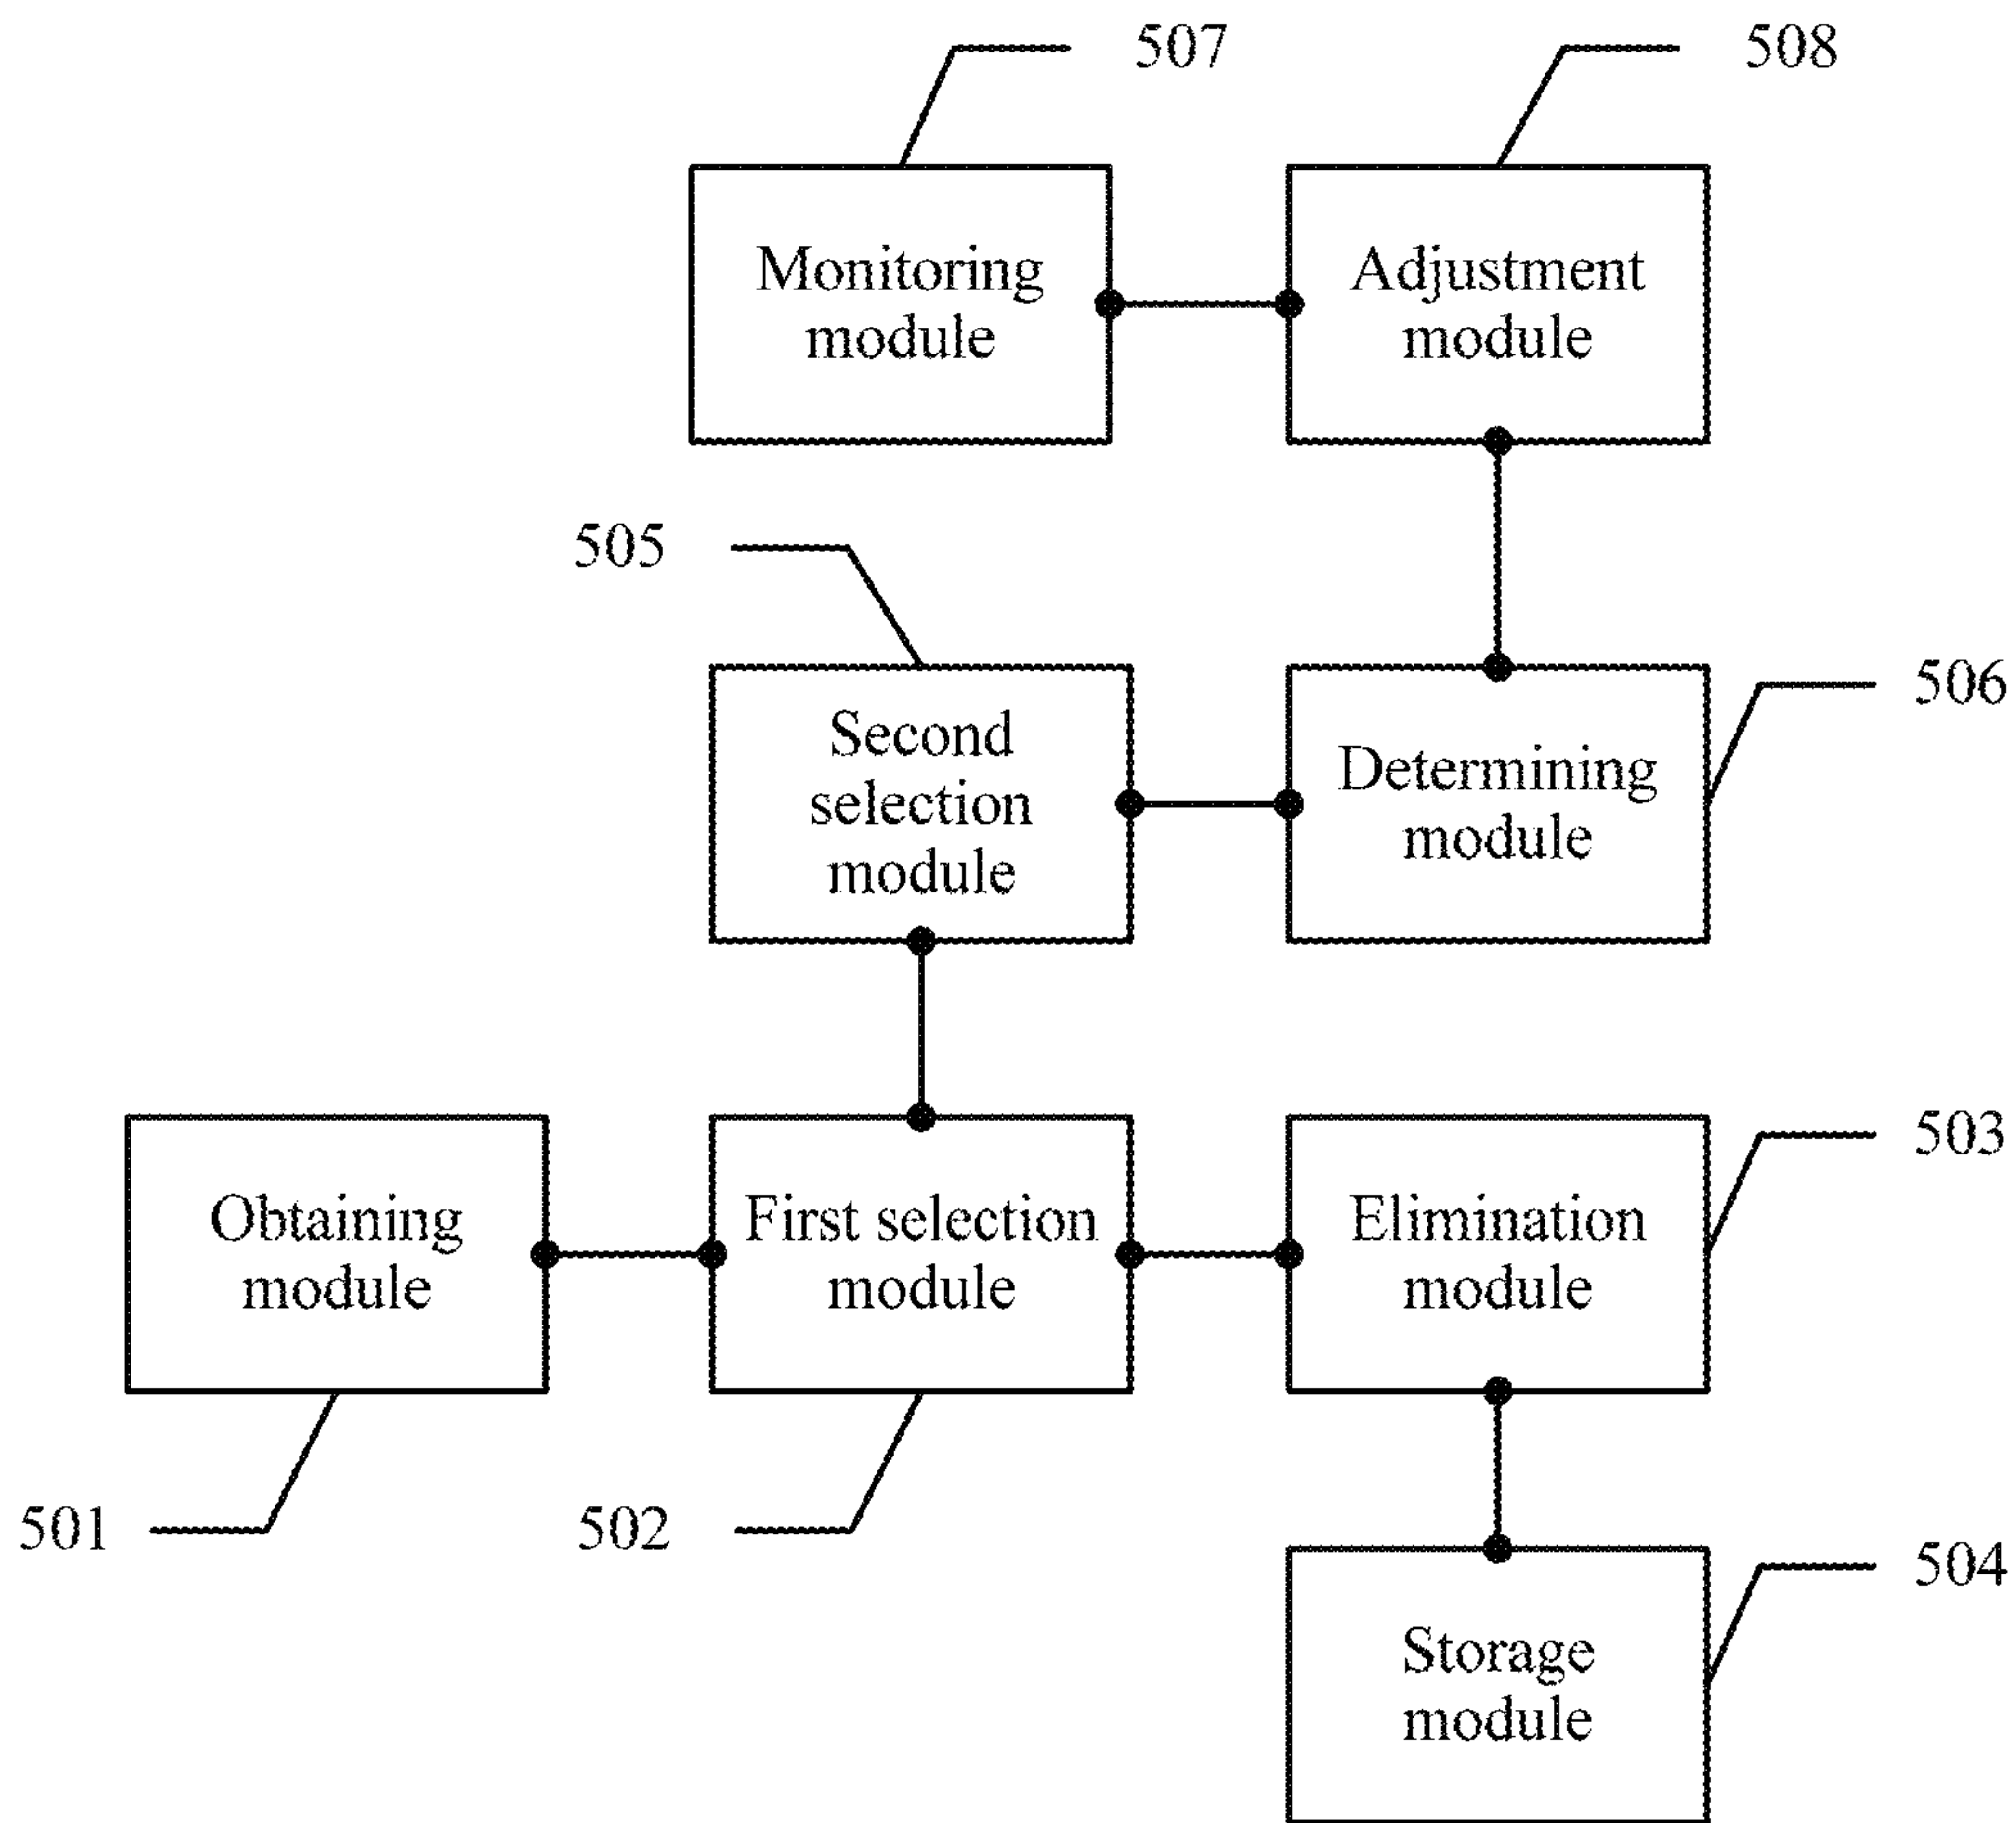 507
508
Monitoring
module
Adjustment
module
505
506
Second
selection
module
Determining
module
503
Obtaining
module
First selection
module
Elimination
module
501
502
504
Storage
module